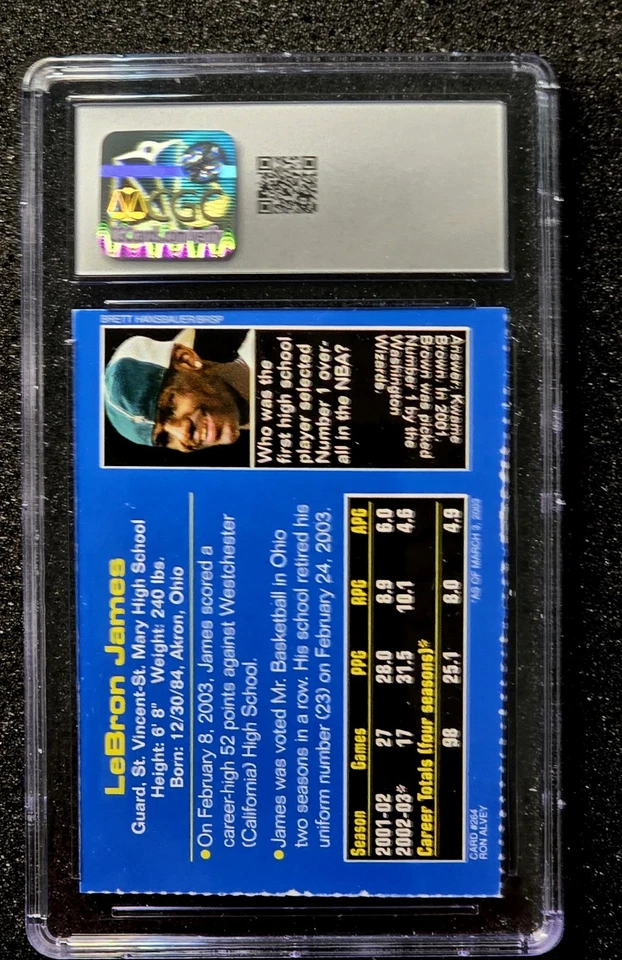 CGC
BRETT HANSBAUER/BHSP
Who was the
first high school
player selected
Number 1 over-
all in the NBA?
Answer: Kwame
Brown. In 2001,
Brown was picked
Number 1 by the
Washington
Wizards.
LeBron James
Guard, St. Vincent-St. Mary High School
Height: 6' 8" Weight: 240 lbs.
Born: 12/30/84, Akron, Ohio
●On February 8, 2003, James scored a
career-high 52 points against Westchester
(California) High School.
●James was voted Mr. Basketball in Ohio
two seasons in a row. His school retired his
uniform number (23) on February 24, 2003.
Season Games PPG RPG APG
2001-02 27 28.0 8.9 6.0
2002-03* 17 31.5 10.1 4.6
Career Totals (four seasons)*
98 25.1 8.0 4.9
CARD #264
RON ALVEY
*AS OF MARCH 3, 2003